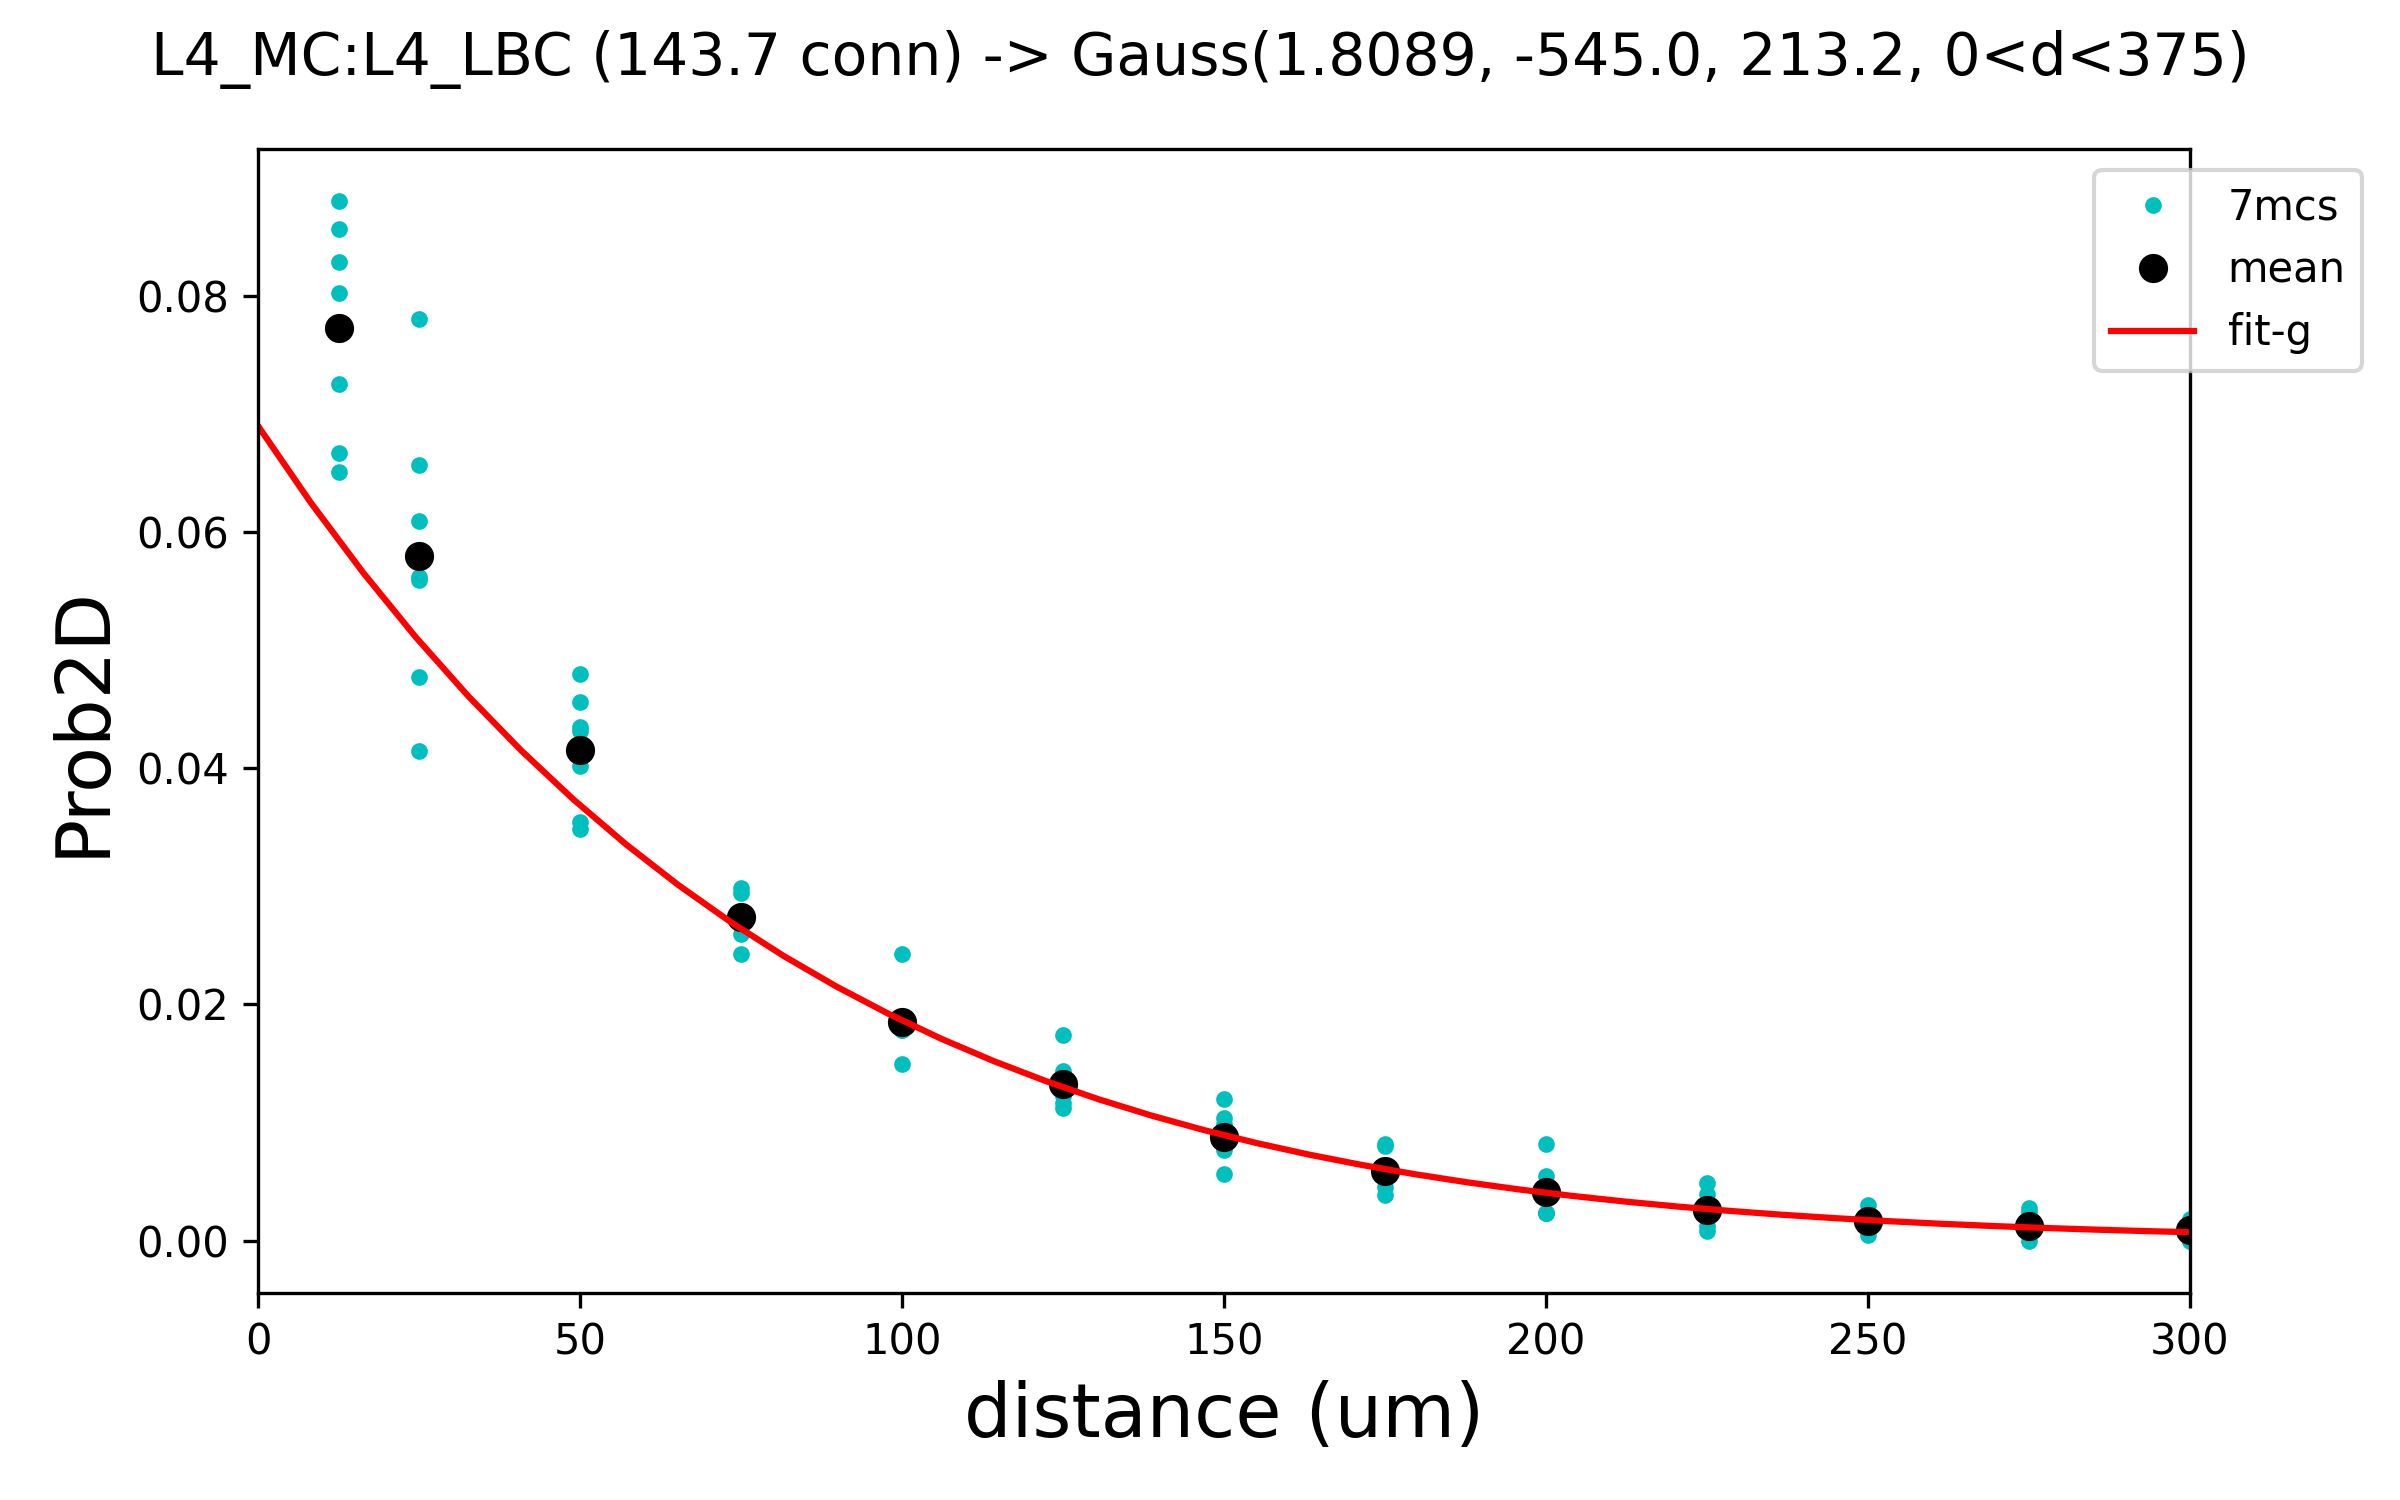 L4_MC:L4_LBC (143.7 conn) -> Gauss(1.8089, -545.0, 213.2, 0<d<375)
7mcs
mean
fit-g
Prob2D
0.08
0.06
0.04
0.02
0.00
0 50 100 150 200 250 300
distance (um)